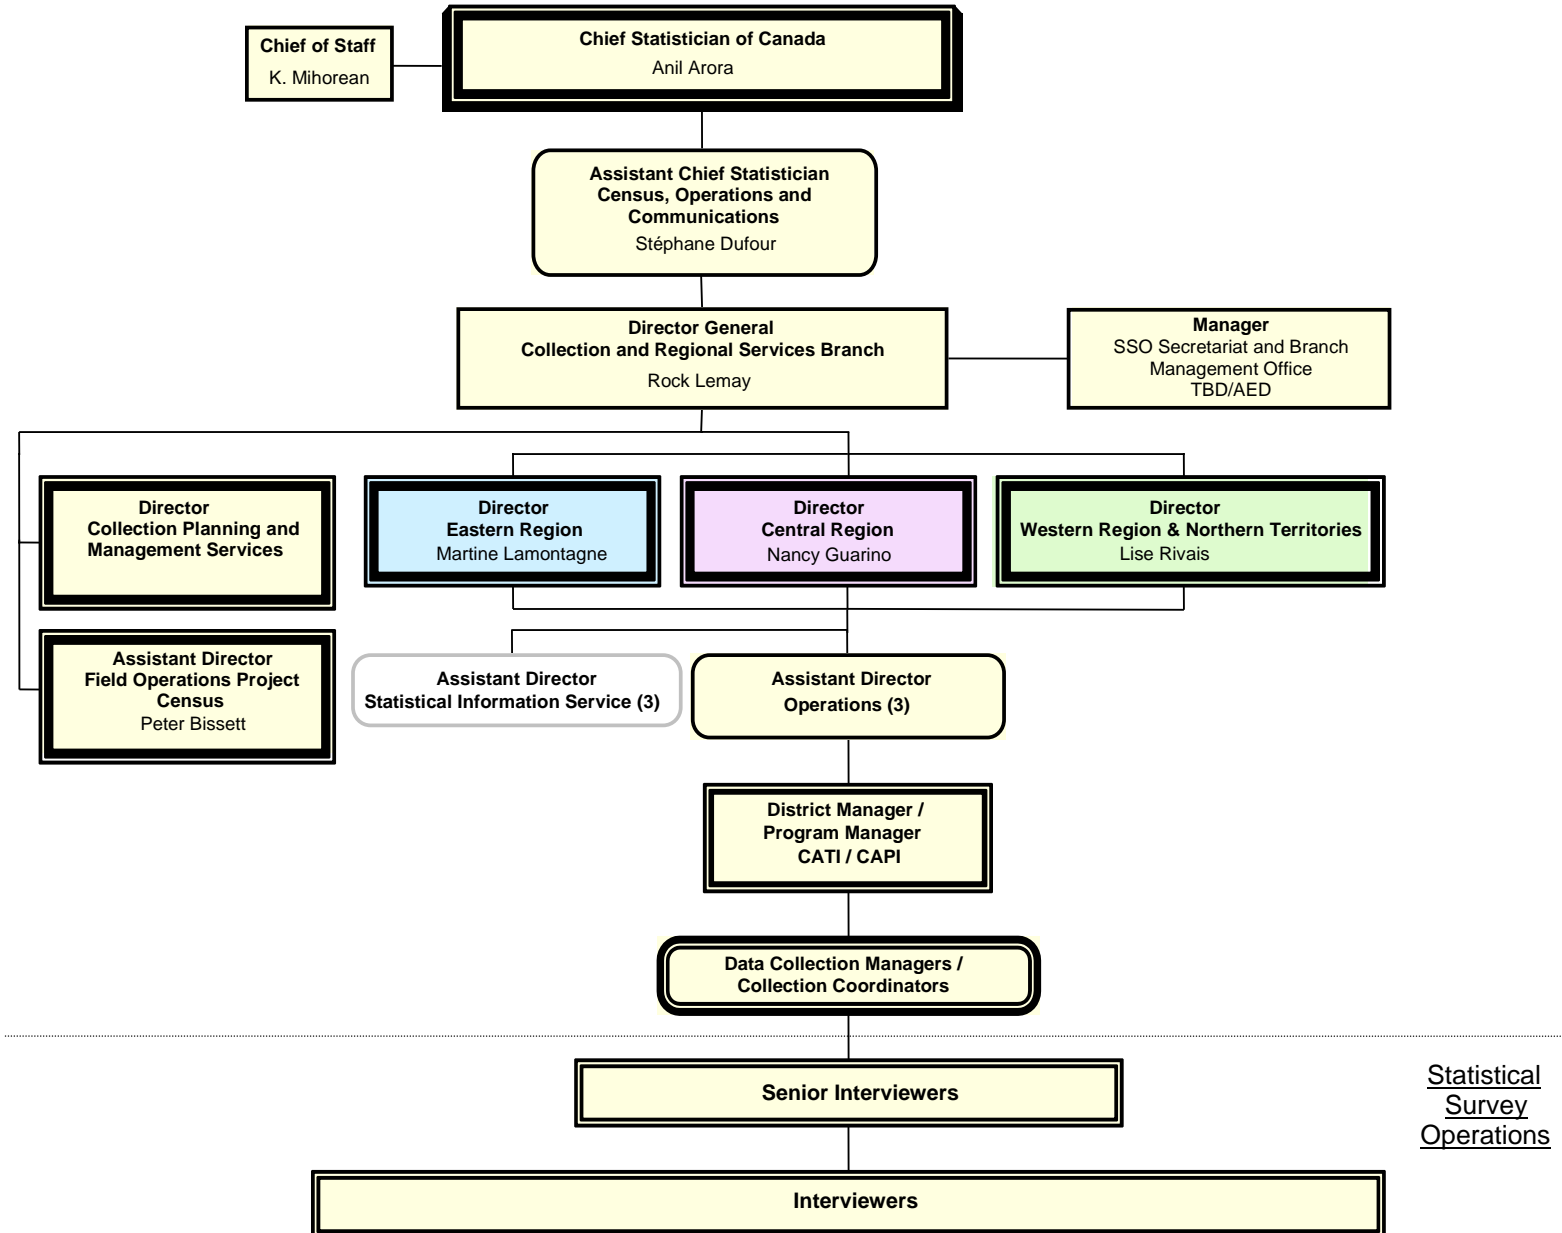 Chief of Staff
K. Mihorean
Chief Statistician of Canada
Anil Arora
Assistant Chief Statistician
Census, Operations and
Communications
Stéphane Dufour
Director General
Collection and Regional Services Branch
Rock Lemay
Manager
SSO Secretariat and Branch
Management Office
TBD/AED
Director
Collection Planning and
Management Services
Director
Eastern Region
Martine Lamontagne
Director
Central Region
Nancy Guarino
Director
Western Region & Northern Territories
Lise Rivais
Assistant Director
Field Operations Project
Census
Peter Bissett
Assistant Director
Statistical Information Service (3)
Assistant Director
Operations (3)
District Manager /
Program Manager
CATI / CAPI
Data Collection Managers /
Collection Coordinators
Senior Interviewers
Statistical
Survey
Operations
Interviewers